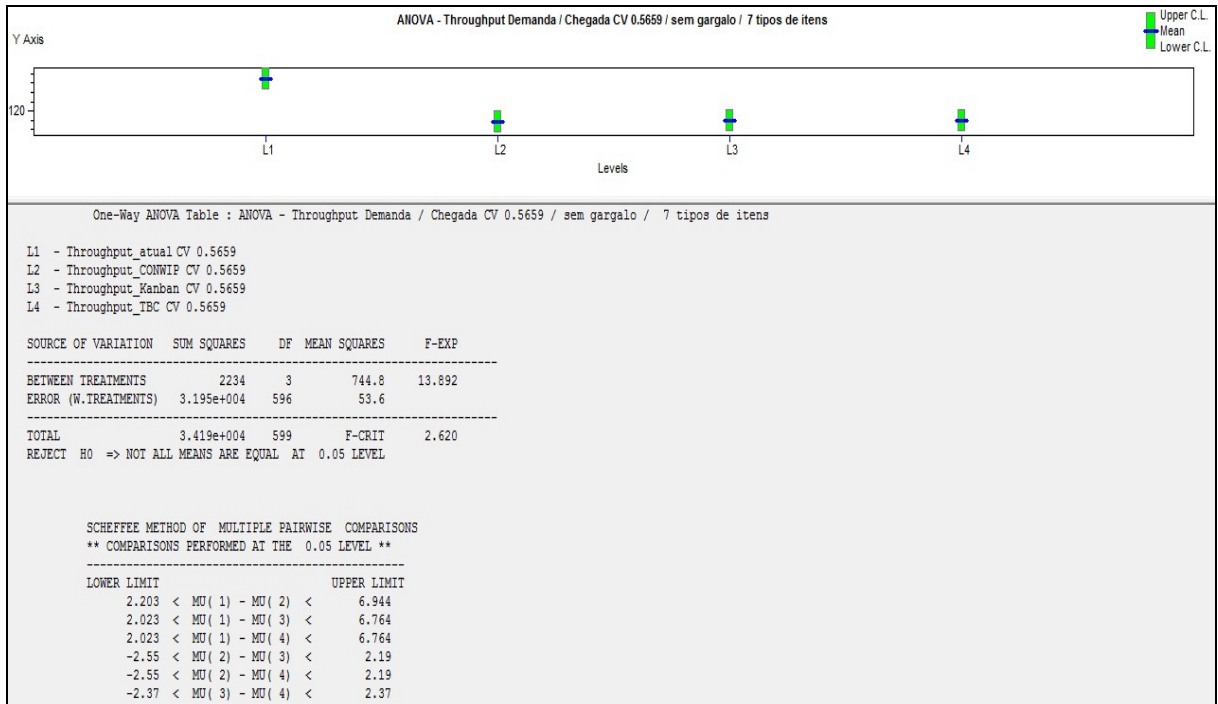 ANOVA - Throughput Demanda / Chegada CV 0.5659 / sem gargalo / 7 tipos de itens
Upper C.L.
Mean
Lower C.L.
Y Axis
120
L1 L2 L3 L4
Levels
One-Way ANOVA Table : ANOVA - Throughput Demanda / Chegada CV 0.5659 / sem gargalo / 7 tipos de itens
L1 - Throughput_atual CV 0.5659
L2 - Throughput_CONWIP CV 0.5659
L3 - Throughput_Kanban CV 0.5659
L4 - Throughput_TBC CV 0.5659
SOURCE OF VARIATION SUM SQUARES DF MEAN SQUARES F-EXP
BETWEEN TREATMENTS 2234 3 744.8 13.892
ERROR (W.TREATMENTS) 3.195e+004 596 53.6
TOTAL 3.419e+004 599 F-CRIT 2.620
REJECT H0 => NOT ALL MEANS ARE EQUAL AT 0.05 LEVEL
SCHEFFEE METHOD OF MULTIPLE PAIRWISE COMPARISONS
** COMPARISONS PERFORMED AT THE 0.05 LEVEL **
LOWER LIMIT UPPER LIMIT
2.203 < MU( 1) - MU( 2) < 6.944
2.023 < MU( 1) - MU( 3) < 6.764
2.023 < MU( 1) - MU( 4) < 6.764
-2.55 < MU( 2) - MU( 3) < 2.19
-2.55 < MU( 2) - MU( 4) < 2.19
-2.37 < MU( 3) - MU( 4) < 2.37